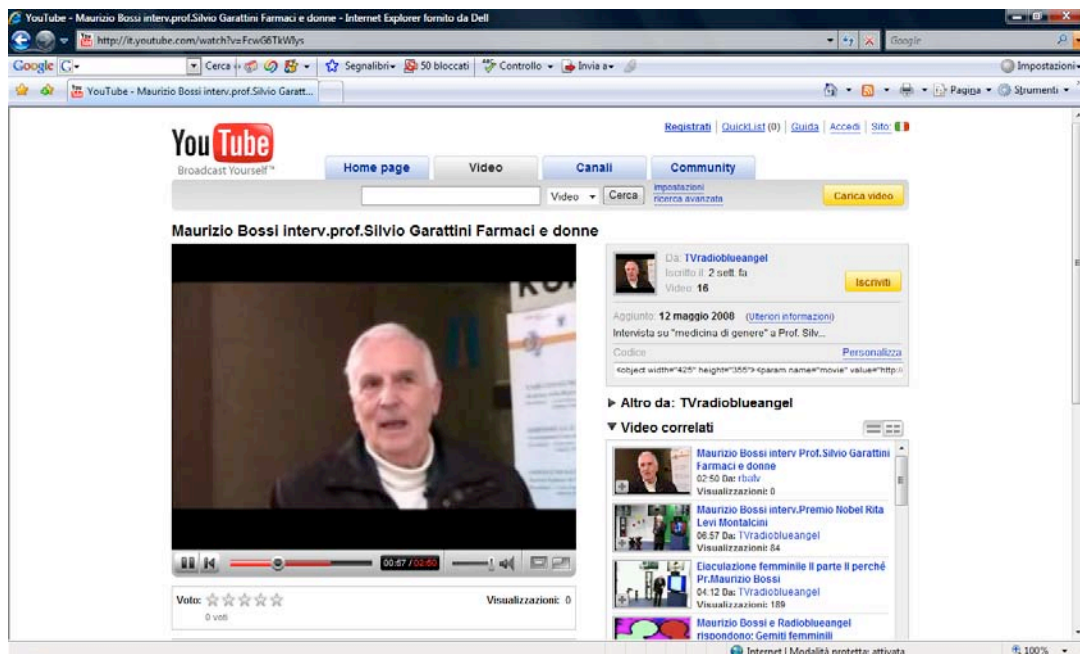 YouTube - Maurizio Bossi interv.prof.Silvio Garattini Farmaci e donne - Internet Explorer fornito da Dell
http://it.youtube.com/watch?v=FcwG6TkWlys
Google
Google
G
Cerca
Segnalibri
50 bloccati
Controllo
Invia a
Impostazioni
YouTube - Maurizio Bossi interv.prof.Silvio Garatt...
Pagina
Strumenti
You Tube
Broadcast Yourself™
Registrati | QuickList (0) | Guida | Accedi | Sito:
Home page
Video
Canali
Community
Video
Cerca
impostazioni
ricerca avanzata
Carica video
Maurizio Bossi interv.prof.Silvio Garattini Farmaci e donne
00:57 / 02:50
Voto:
0 voti
Visualizzazioni: 0
Da: TVradioblueangel
Iscritto il: 2 sett. fa
Video: 16
Iscriviti
Aggiunto: 12 maggio 2008 (Ulteriori informazioni)
Intervista su "medicina di genere" a Prof. Silv...
Codice
Personalizza
<object width="425" height="355"><param name="movie" value="http://
Altro da: TVradioblueangel
Video correlati
Maurizio Bossi interv Prof.Silvio Garattini
Farmaci e donne
02:50 Da: rbatv
Visualizzazioni: 0
Maurizio Bossi interv.Premio Nobel Rita
Levi Montalcini
06:57 Da: TVradioblueangel
Visualizzazioni: 84
Eiaculazione femminile II parte Il perché
Pr.Maurizio Bossi
04:12 Da: TVradioblueangel
Visualizzazioni: 189
Maurizio Bossi e Radioblueangel
rispondono: Gemiti femminili
Internet | Modalità protetta: attivata
100%